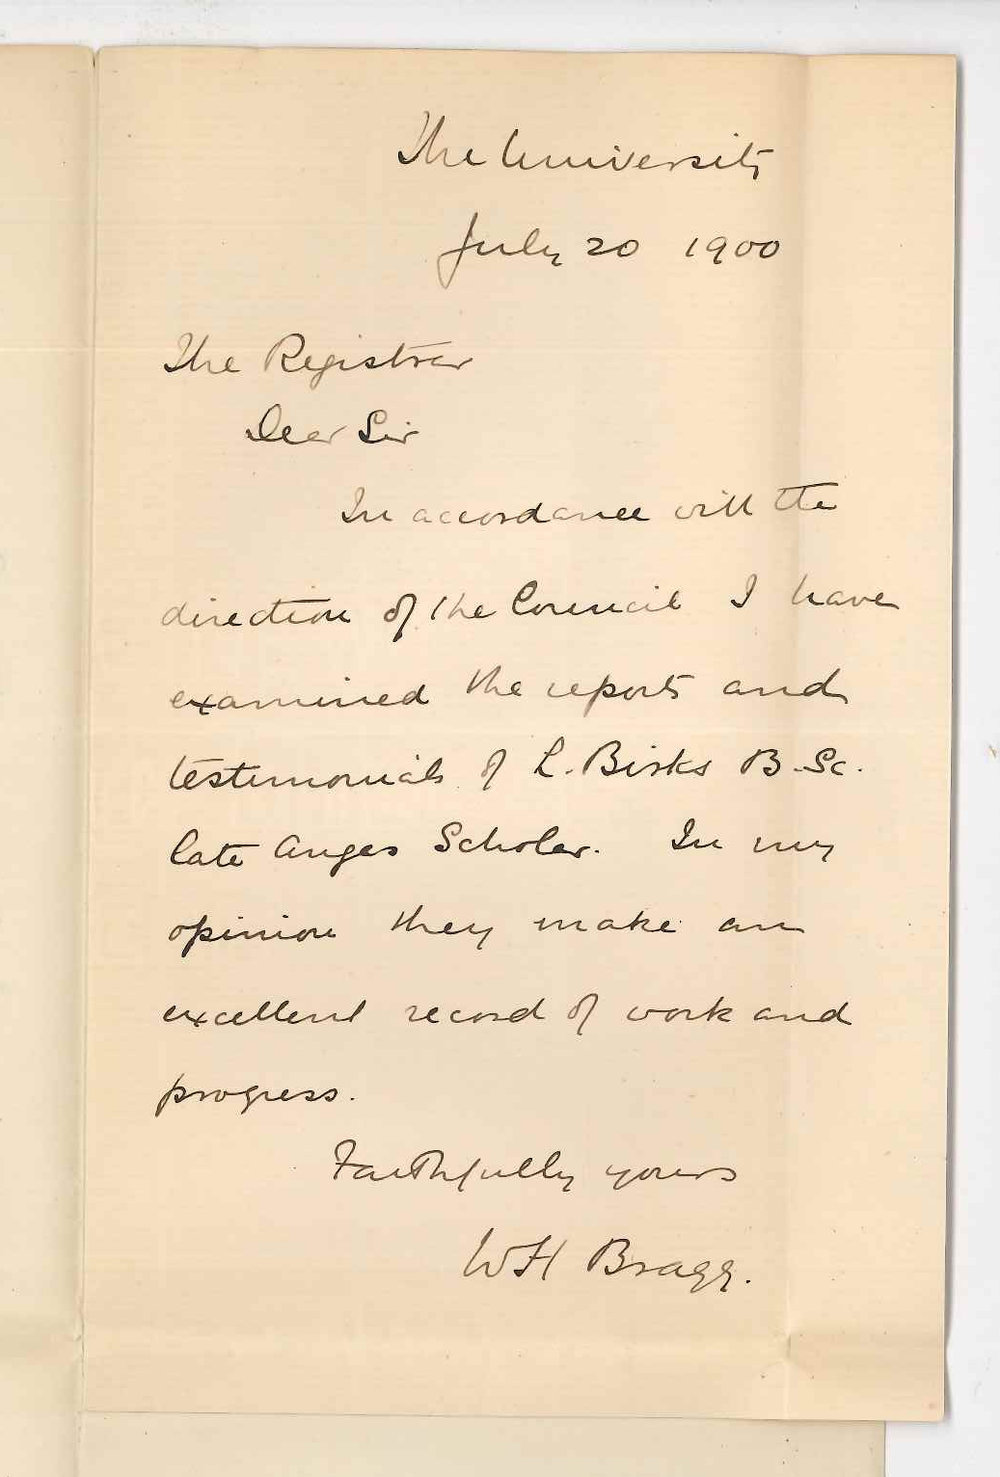 The University
July 20 1900
The Registrar
Dear Sir
In accordance with the
direction of the Council I have
examined the reports and
testimonials of L. Birks B.Sc.
late Angas Scholar. In my
opinion they make an
excellent record of work and
progress.
Faithfully yours
WH Bragg.